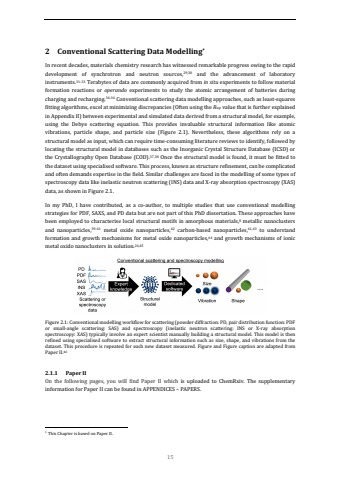 2 Conventional Scattering Data Modelling*
In recent decades, materials chemistry research has witnessed remarkable progress owing to the rapid
development of synchrotron and neutron sources, and the advancement of laboratory
instruments. Terabytes of data are commonly acquired from in situ experiments to follow material
formation reactions or operando experiments to study the atomic arrangement of batteries during
charging and recharging. Conventional scattering data modelling approaches, such as least-squares
fitting algorithms, excel at minimising discrepancies (Often using the Rwp value that is further explained
in Appendix B) between experimental and simulated data derived from a structural model, for example,
using the Debye scattering equation. This provides invaluable structural information like atomic
vibrations, particle shape, and particle size (Figure 2.1). Nevertheless, these algorithms rely on a
structural model as input, which can require time-consuming literature reviews to identify, followed by
locating the structural model in databases such as the Inorganic Crystal Structure Database (ICSD) or
the Crystallography Open Database (COD). Once the structural model is found, it must be fitted to
the dataset using specialised software. This process, known as structure refinement, can be complicated
and often demands expertise in the field. Similar challenges are faced in the modelling of some types of
spectroscopy data like inelastic neutron scattering (INS) data and X-ray absorption spectroscopy (XAS)
data, as shown in Figure 2.1.
In my PhD, I have contributed, as a co-author, to multiple studies that use conventional modelling
strategies for PDF, SAXS, and PD data but are not part of this PhD dissertation. These approaches have
been employed to characterise local structural motifs in amorphous materials, metallic nanoclusters
and nanoparticles, metal oxide nanoparticles, carbon-based nanoparticles, to understand
formation and growth mechanisms for metal oxide nanoparticles, and growth mechanisms of ionic
metal oxide nanoclusters in solution.
Conventional scattering and spectroscopy modelling
PD
PDF
SAS
INS
XAS
Scattering or
spectroscopy
data
Expert
knowledge
Structural
model
Dedicated
software
Size
Vibration
Shape
....
Figure 2.1: Conventional modelling workflow for scattering (powder diffraction: PD, pair distribution function: PDF
or small-angle scattering: SAS) and spectroscopy (inelastic neutron scattering: INS or X-ray absorption
spectroscopy: XAS) typically involve an expert scientist manually building a structural model. This model is then
refined using specialised software to extract structural information such as size, shape, and vibrations from the
dataset. This procedure is repeated for each new dataset measured. Figure and Figure caption are adapted from
Paper II.
2.1.1 Paper II
On the following pages, you will find Paper II which is uploaded to ChemRxiv. The supplementary
information for Paper II can be found in APPENDICES – PAPERS.
* This Chapter is based on Paper II.
15